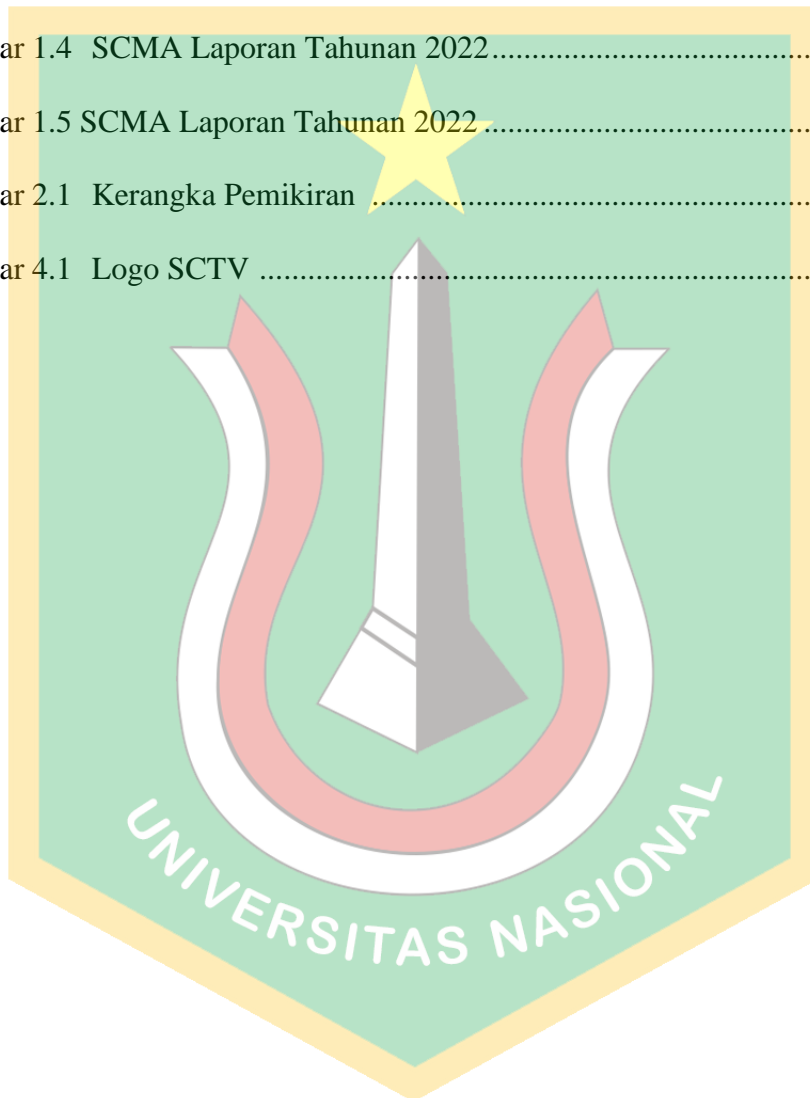 ar 1.4 SCMA Laporan Tahunan 2022.......................................
ar 1.5 SCMA Laporan Tahunan 2022 ........................................
ar 2.1 Kerangka Pemikiran ......................................................
ar 4.1 Logo SCTV ....................................................................
UNIVERSITAS NASIONAL